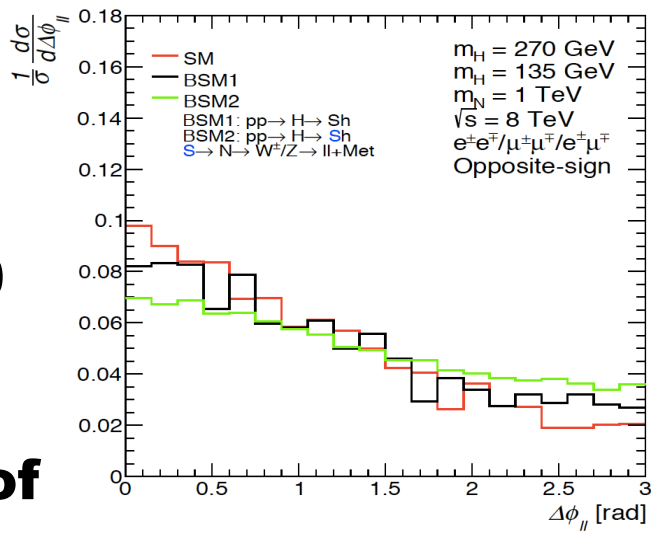 1/σ dσ/dΔϕ_ll
0.18
0.16
0.14
0.12
0.1
0.08
0.06
0.04
0.02
0
SM
BSM1
BSM2
BSM1: pp→ H→ Sh
BSM2: pp→ H→ Sh
S→ N→ W±/Z→ ll+Met
m_H = 270 GeV
m_H = 135 GeV
m_N = 1 TeV
√s = 8 TeV
e±e∓/μ±μ∓/e±μ∓
Opposite-sign
)
of
0 0.5 1 1.5 2 2.5 3
Δϕ_ll [rad]